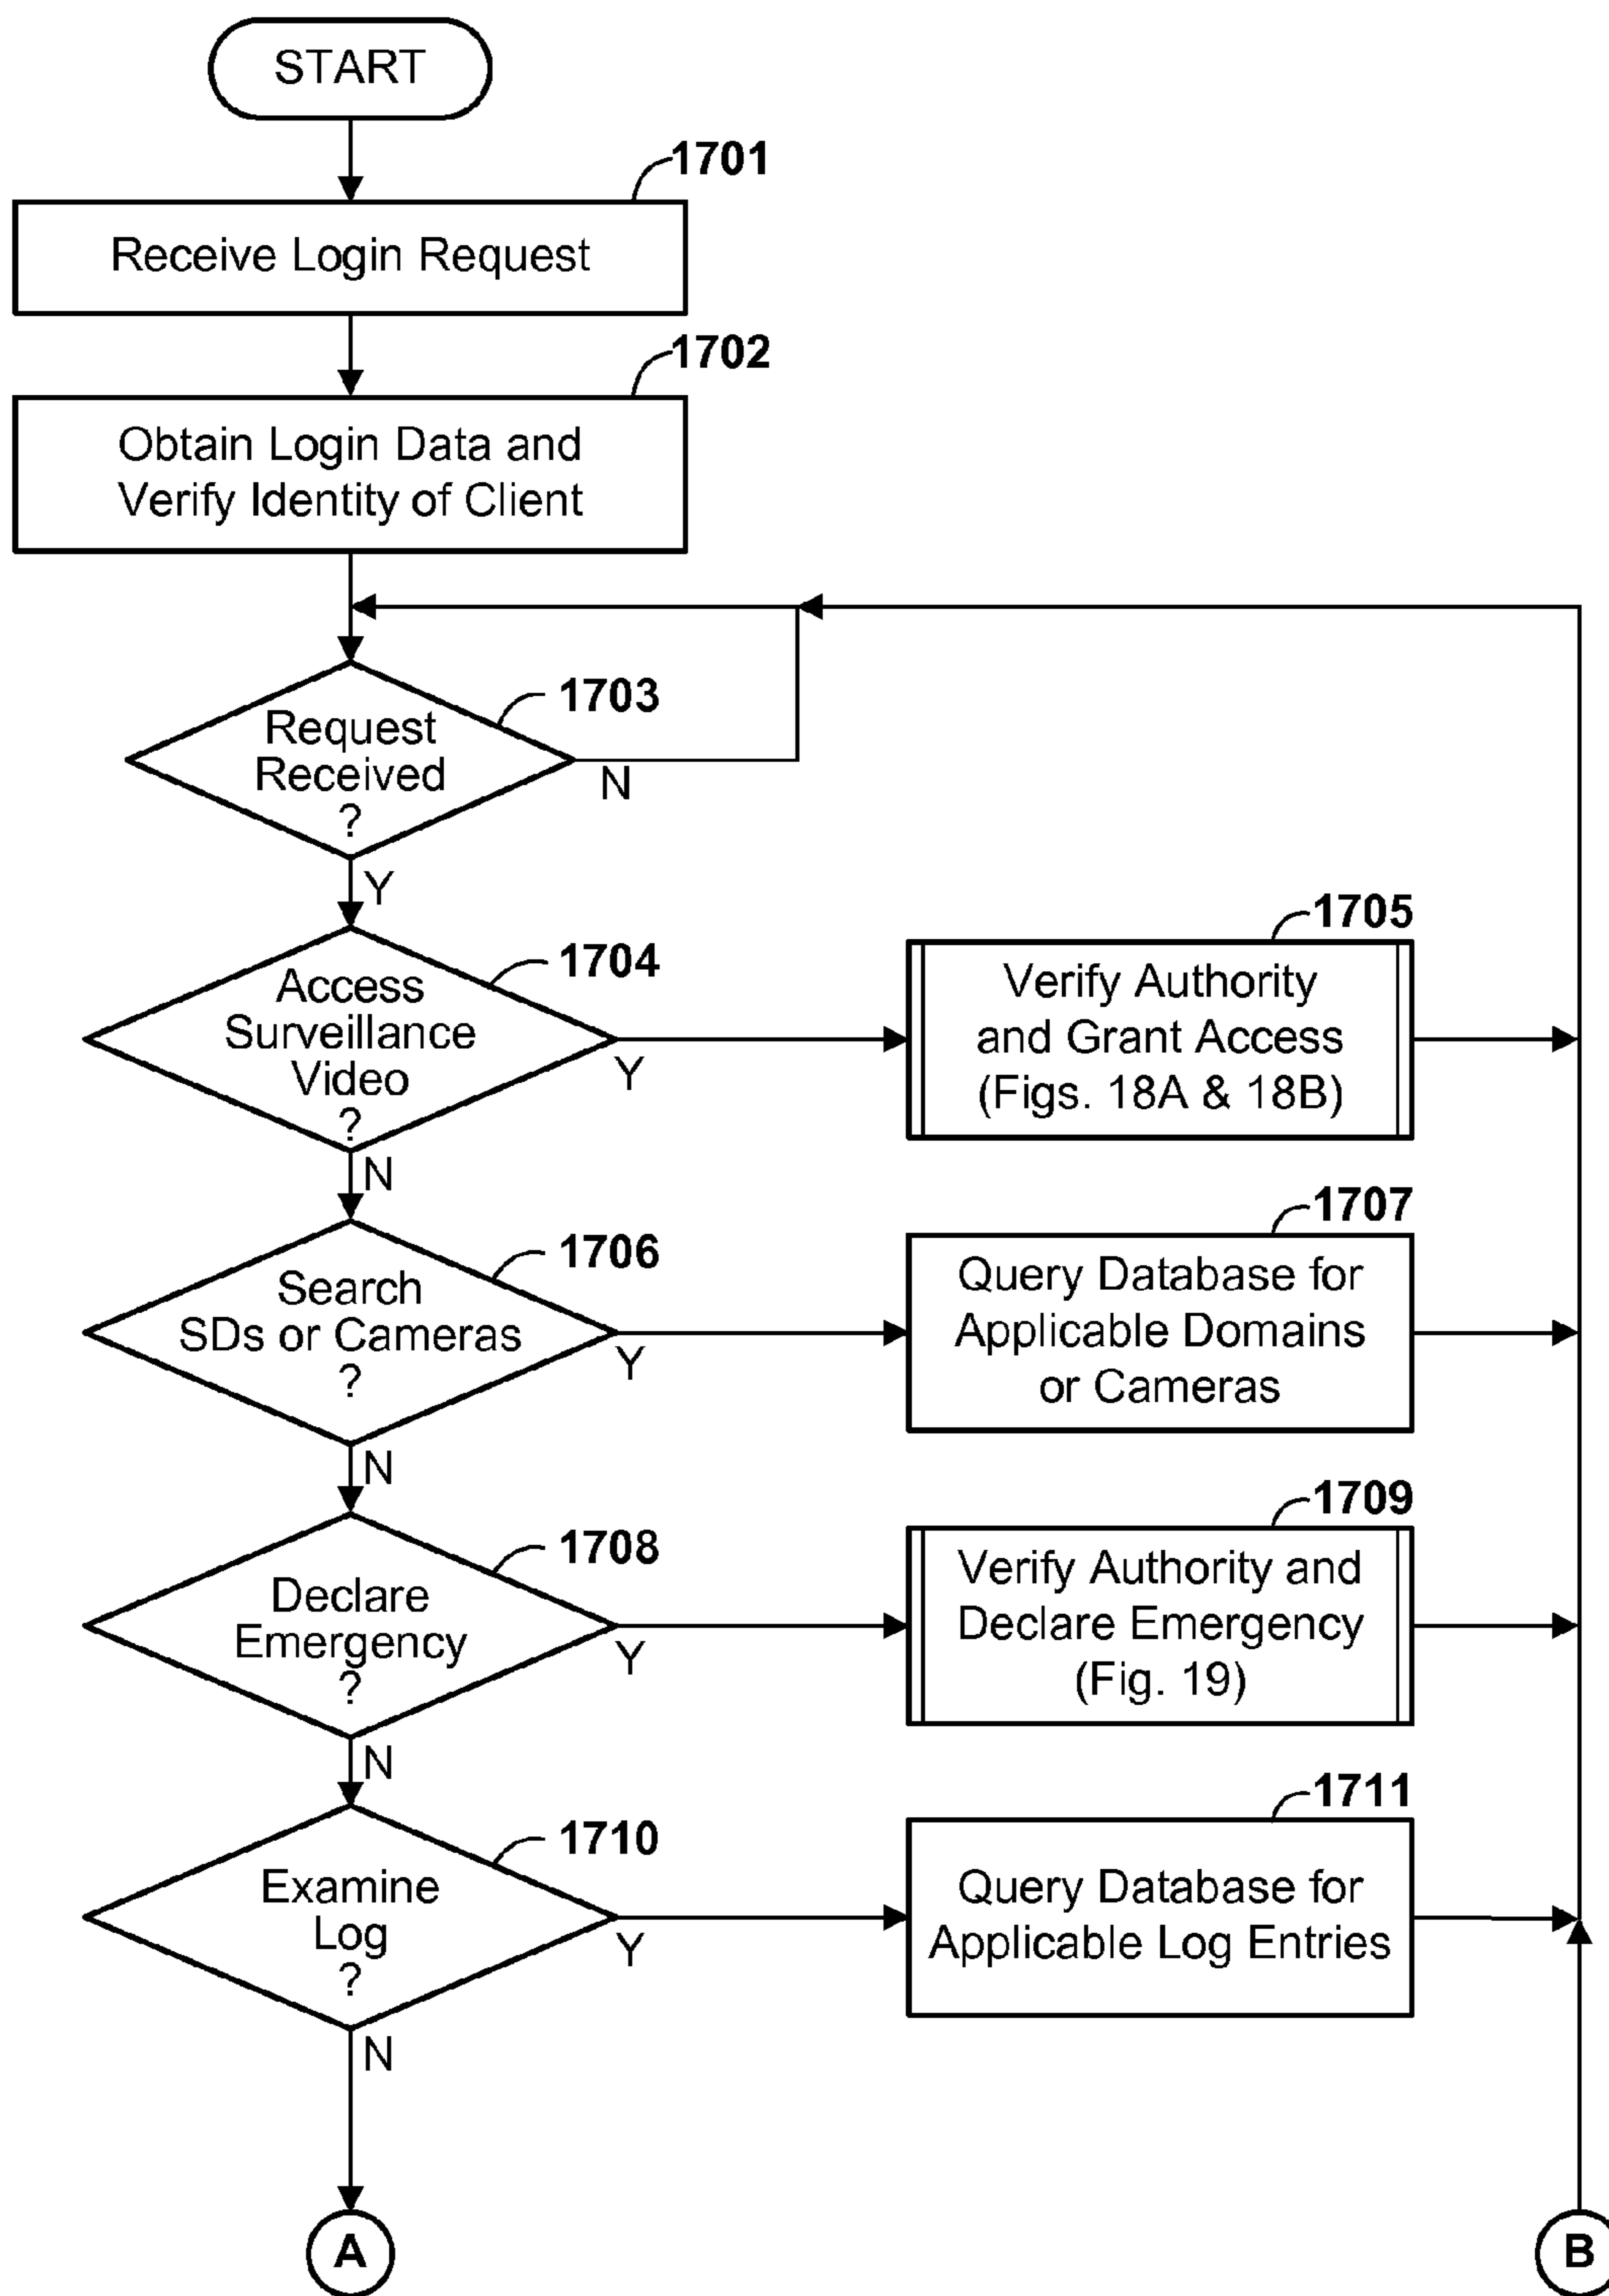 START
1701
Receive Login Request
1702
Obtain Login Data and
Verify Identity of Client
1703
Request
Received
?
N
Y
1704
Access
Surveillance
Video
?
Y
N
1705
Verify Authority
and Grant Access
(Figs. 18A & 18B)
1706
Search
SDs or Cameras
?
Y
N
1707
Query Database for
Applicable Domains
or Cameras
1708
Declare
Emergency
?
Y
N
1709
Verify Authority and
Declare Emergency
(Fig. 19)
1710
Examine
Log
?
Y
N
1711
Query Database for
Applicable Log Entries
A
B